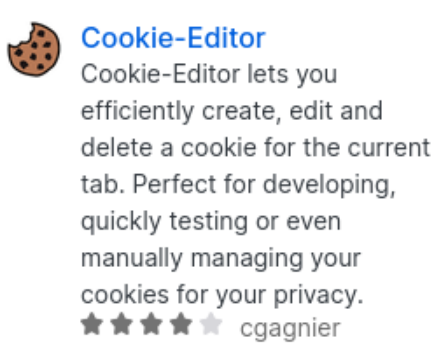 Cookie-Editor
Cookie-Editor lets you
efficiently create, edit and
delete a cookie for the current
tab. Perfect for developing,
quickly testing or even
manually managing your
cookies for your privacy.
cgagnier